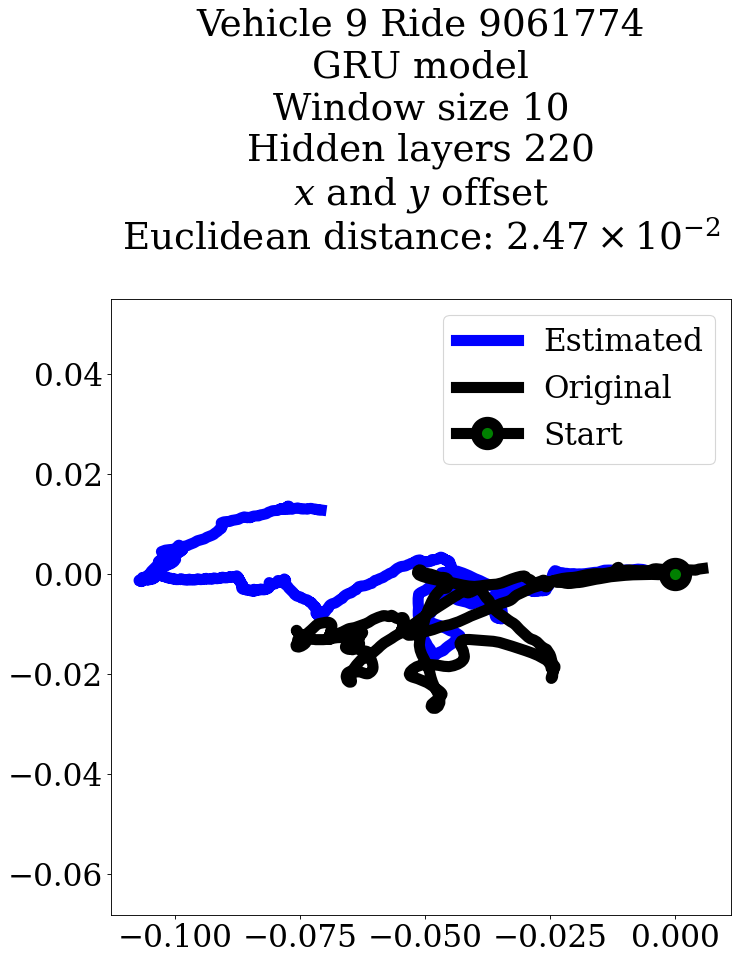 Vehicle 9 Ride 9061774
GRU model
Window size 10
Hidden layers 220
x and y offset
Euclidean distance: 2.47 × 10⁻²
Estimated
Original
Start
0.04
0.02
0.00
−0.02
−0.04
−0.06
−0.100 −0.075 −0.050 −0.025 0.000